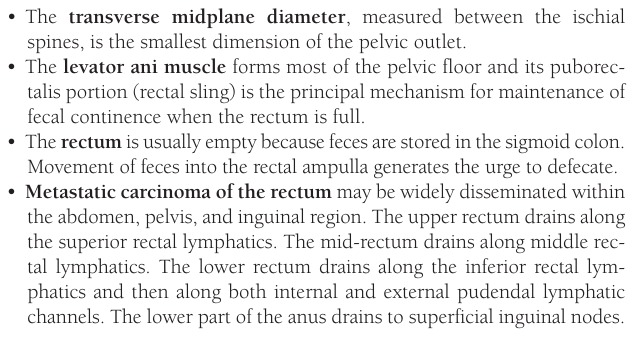 • The transverse midplane diameter, measured between the ischial
spines, is the smallest dimension of the pelvic outlet.
• The levator ani muscle forms most of the pelvic floor and its puborec-
talis portion (rectal sling) is the principal mechanism for maintenance of
fecal continence when the rectum is full.
• The rectum is usually empty because feces are stored in the sigmoid colon.
Movement of feces into the rectal ampulla generates the urge to defecate.
• Metastatic carcinoma of the rectum may be widely disseminated within
the abdomen, pelvis, and inguinal region. The upper rectum drains along
the superior rectal lymphatics. The mid-rectum drains along middle rec-
tal lymphatics. The lower rectum drains along the inferior rectal lym-
phatics and then along both internal and external pudendal lymphatic
channels. The lower part of the anus drains to superficial inguinal nodes.